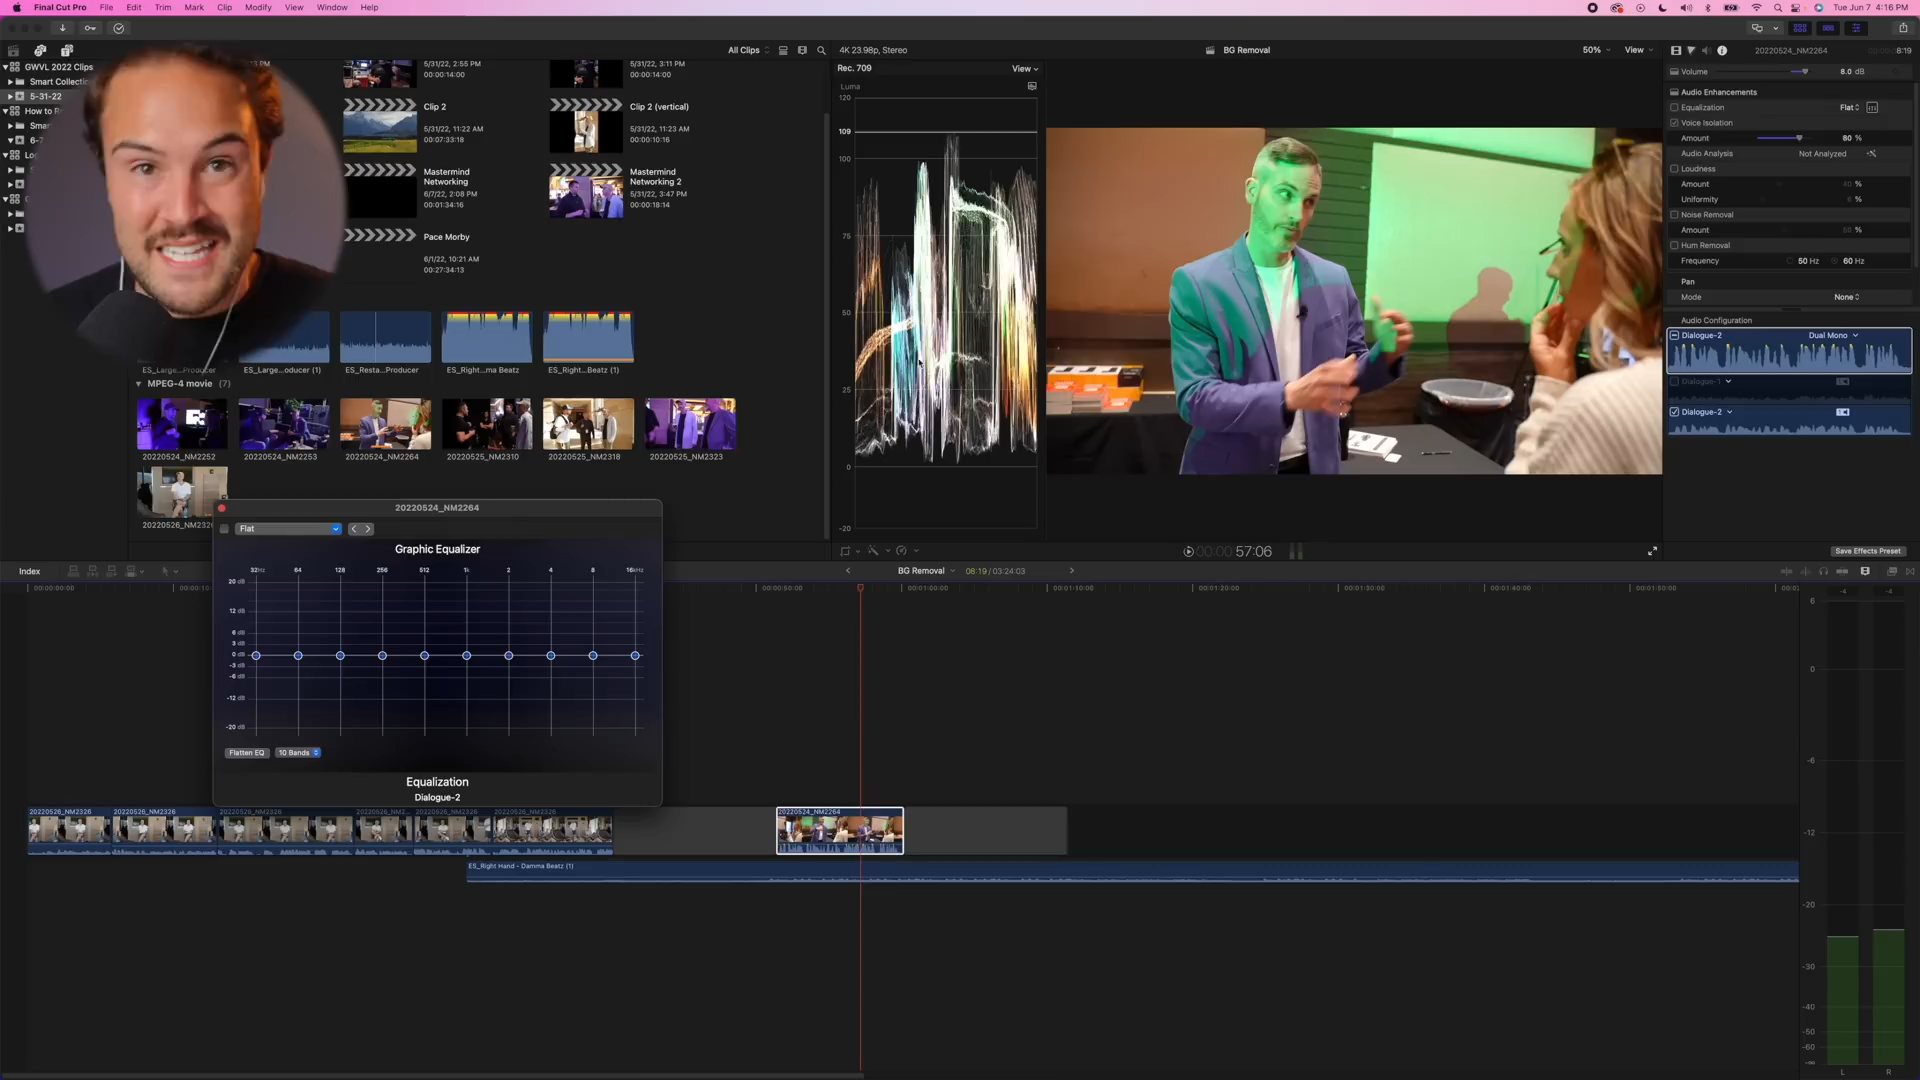 Final Cut Pro File Edit Trim Mark Clip Modify View Window Help
Tue Jun 7 4:16 PM
All Clips
4K 23.98p, Stereo
BG Removal
50%
View
20220524_NM2264
8:19
GWVL 2022 Clips
Smart Collect
5-31-22
How to R
Smar
6-
Lo
5/31/22, 2:55 PM
00:00:14:00
5/31/22, 3:11 PM
00:00:14:00
Clip 2
5/31/22, 11:22 AM
00:07:33:18
Clip 2 (vertical)
5/31/22, 11:23 AM
00:00:10:16
Mastermind
Networking
6/7/22, 2:08 PM
00:01:34:16
Mastermind
Networking 2
5/31/22, 3:47 PM
00:00:18:14
Pace Morby
6/1/22, 10:21 AM
00:27:34:13
ES_Large...Producer
ES_Large...oducer (1)
ES_Resta...Producer
ES_Right...ma Beatz
ES_Right...Beatz (1)
MPEG-4 movie (7)
20220524_NM2252
20220524_NM2253
20220524_NM2264
20220525_NM2310
20220525_NM2318
20220525_NM2323
20220526_NM232
Rec. 709
View
Luma
120
109
100
75
50
25
0
-20
Volume 8.0 dB
Audio Enhancements
Equalization Flat
Voice Isolation
Amount 80 %
Audio Analysis Not Analyzed
Loudness
Amount 40 %
Uniformity %
Noise Removal
Amount 50 %
Hum Removal
Frequency 50 Hz 60 Hz
Pan
Mode None
Audio Configuration
Dialogue-2 Dual Mono
Dialogue-1
Dialogue-2
Save Effects Preset
00:00:0057:06
20220524_NM2264
Flat
Graphic Equalizer
32Hz 64 128 256 512 1k 2 4 8 16kHz
20 dB
12 dB
6 dB
3 dB
0 dB
-3 dB
-6 dB
-12 dB
-20 dB
Flatten EQ 10 Bands
Equalization
Dialogue-2
Index
BG Removal 08:19 / 03:24:03
00:00:00:00
00:00:10
00:00:50:00
00:01:00:00
00:01:10:00
00:01:20:00
00:01:30:00
00:01:40:00
00:01:50:00
00:0
20220526_NM2326
20220526_NM2326
20220526_NM2326
20220526_NM2...
20220526_NM2326
20220526_NM2326
20220524_NM2264
ES_Right Hand - Damma Beatz (1)
-4 -4
6
0
-6
-12
-20
-30
-40
-50
-60
-∞
L R